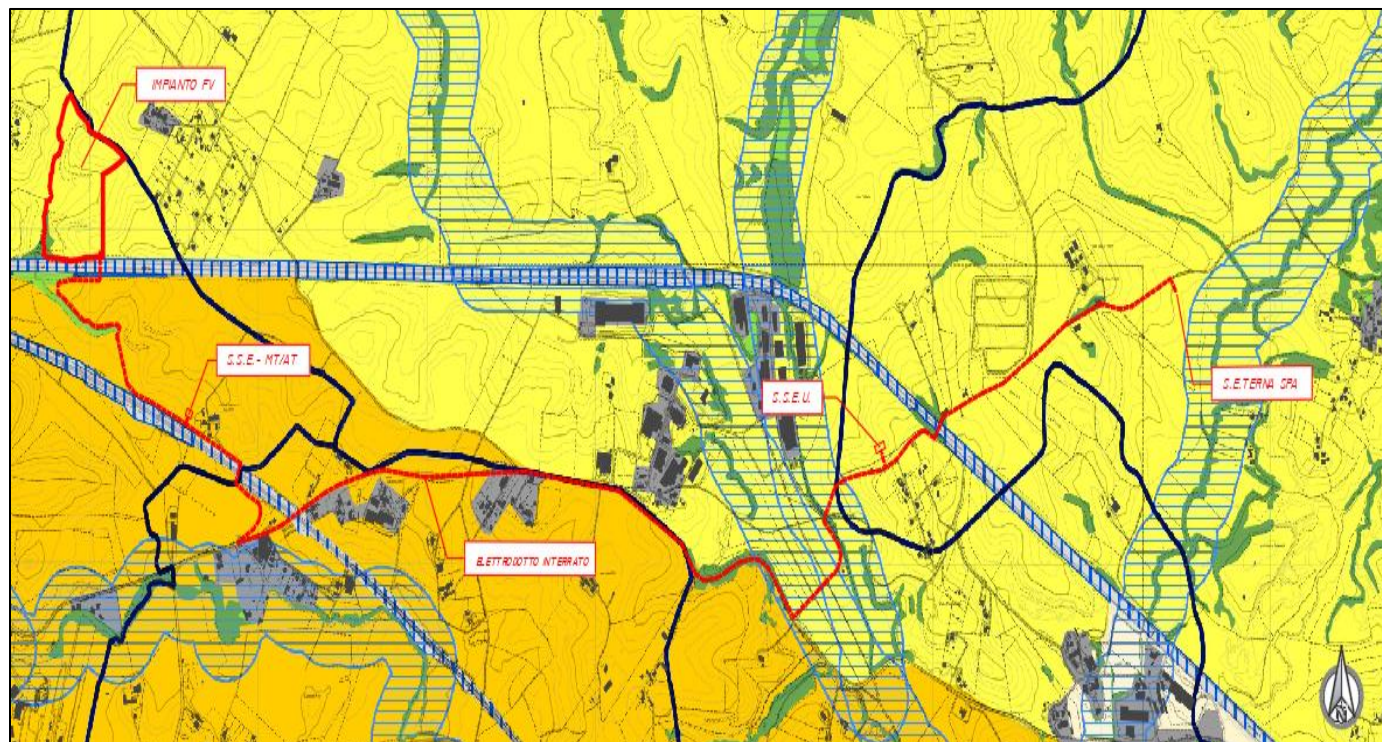 IMPIANTO FV
S.S.E.- MT/AT
S.S.E.U.
S.E.TERNA SPA
ELETTRODOTTO INTERRATO
N